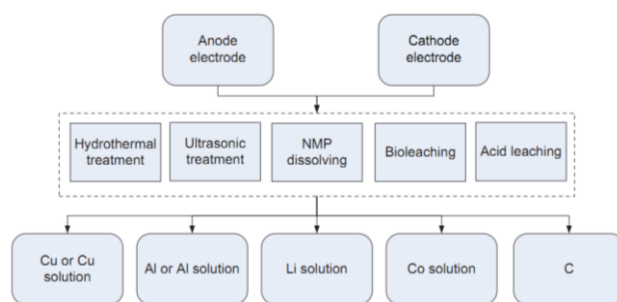 Anode
electrode
Cathode
electrode
Hydrothermal
treatment
Ultrasonic
treatment
NMP
dissolving
Bioleaching
Acid leaching
Cu or Cu
solution
Al or Al solution
Li solution
Co solution
C